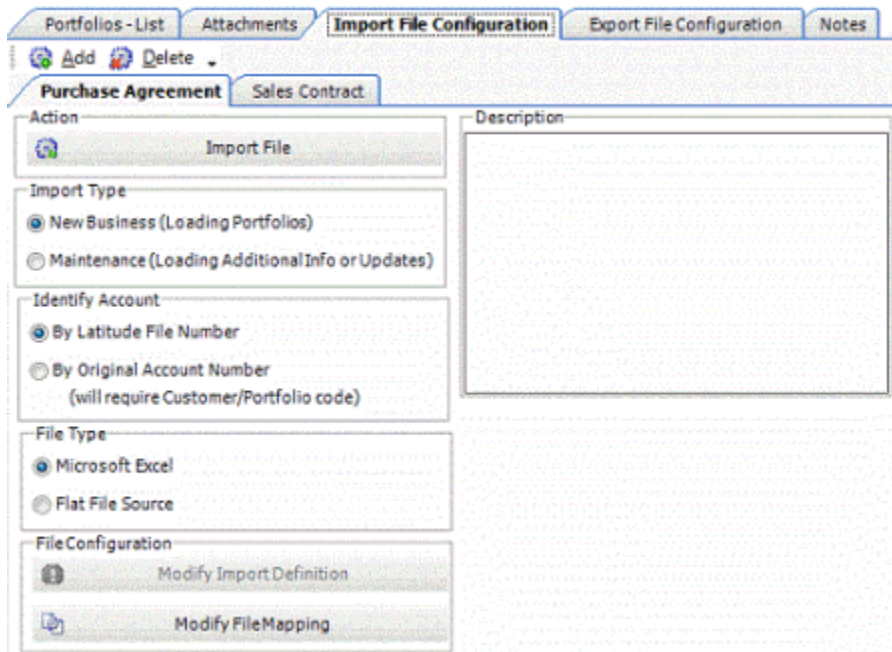 Portfolios - List Attachments Import File Configuration Export File Configuration Notes
Add Delete
Purchase Agreement Sales Contract
Action
Import File
Import Type
New Business (Loading Portfolios)
Maintenance (Loading Additional Info or Updates)
Identify Account
By Latitude File Number
By Original Account Number
(will require Customer/Portfolio code)
File Type
Microsoft Excel
Flat File Source
File Configuration
Modify Import Definition
Modify File Mapping
Description